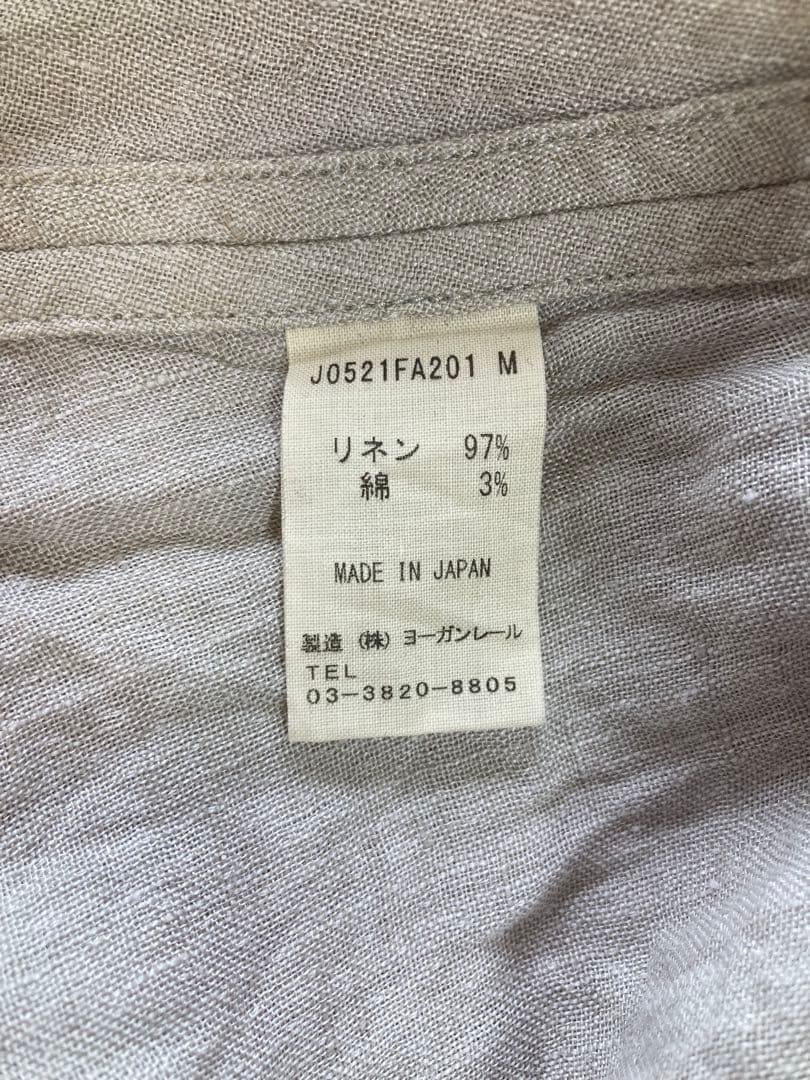 J0521FA201 M
リネン 97%
綿 3%
MADE IN JAPAN
製造 (株) ヨーガンレール
TEL
03-3820-8805